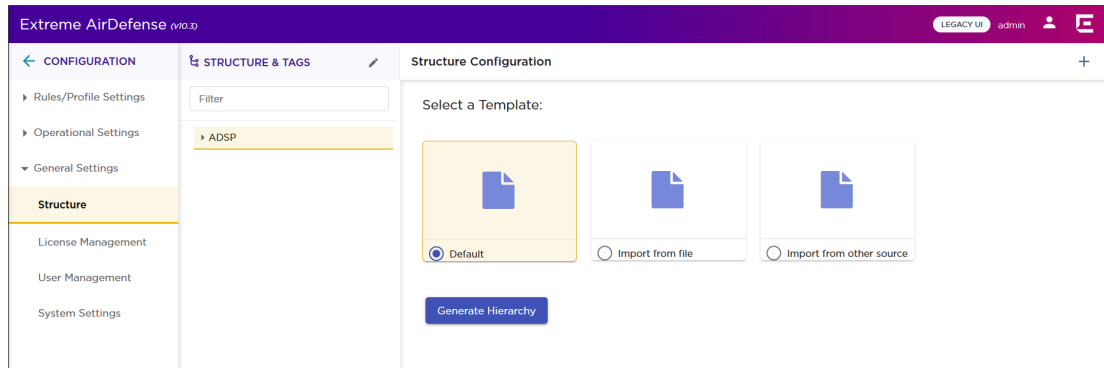 Extreme AirDefense (v10.3)
LEGACY UI admin
CONFIGURATION
Rules/Profile Settings
Operational Settings
General Settings
Structure
License Management
User Management
System Settings
STRUCTURE & TAGS
Filter
ADSP
Structure Configuration
Select a Template:
Default
Import from file
Import from other source
Generate Hierarchy